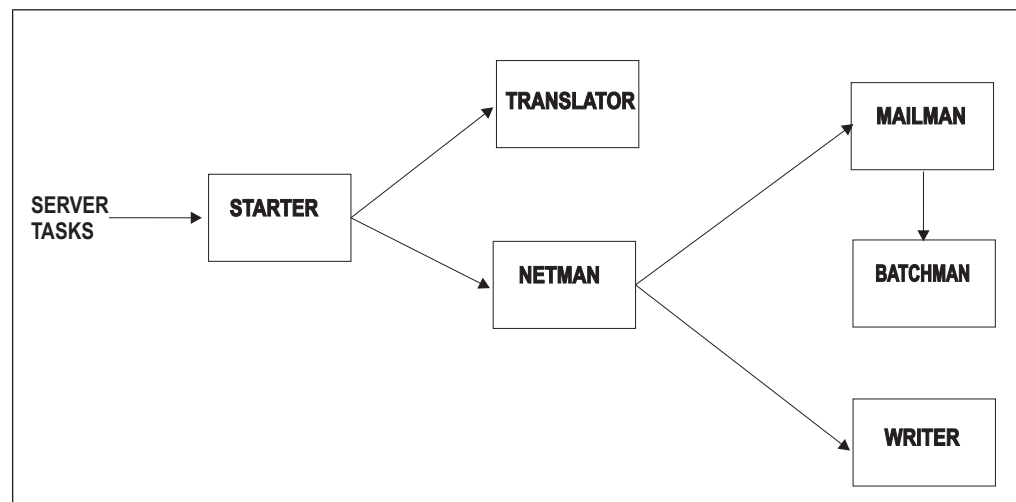 TRANSLATOR
MAILMAN
SERVER
TASKS
STARTER
NETMAN
BATCHMAN
WRITER